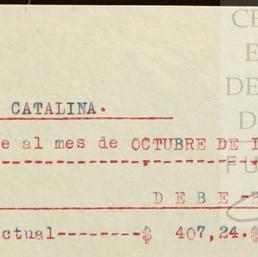 CATALINA.
e al mes de OCTUBRE DE
DEBE-
ctual--------$ 407,24.$